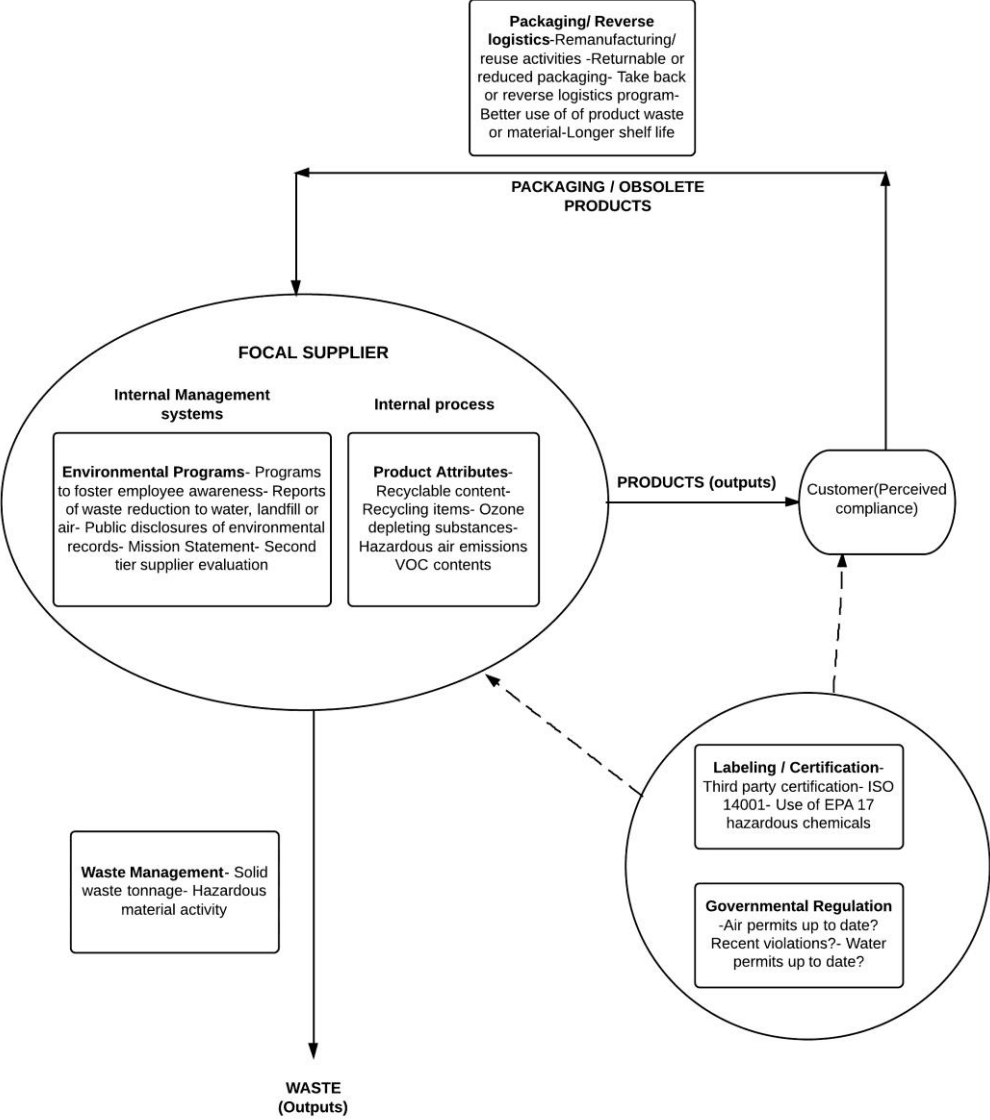 Packaging/ Reverse
logistics-Remanufacturing/
reuse activities -Returnable or
reduced packaging- Take back
or reverse logistics program-
Better use of of product waste
or material-Longer shelf life
PACKAGING / OBSOLETE
PRODUCTS
FOCAL SUPPLIER
Internal Management
systems
Internal process
Environmental Programs- Programs
to foster employee awareness- Reports
of waste reduction to water, landfill or
air- Public disclosures of environmental
records- Mission Statement- Second
tier supplier evaluation
Product Attributes-
Recyclable content-
Recycling items- Ozone
depleting substances-
Hazardous air emissions
VOC contents
PRODUCTS (outputs)
Customer(Perceived
compliance)
Labeling / Certification-
Third party certification- ISO
14001- Use of EPA 17
hazardous chemicals
Governmental Regulation
-Air permits up to date?
Recent violations?- Water
permits up to date?
Waste Management- Solid
waste tonnage- Hazardous
material activity
WASTE
(Outputs)